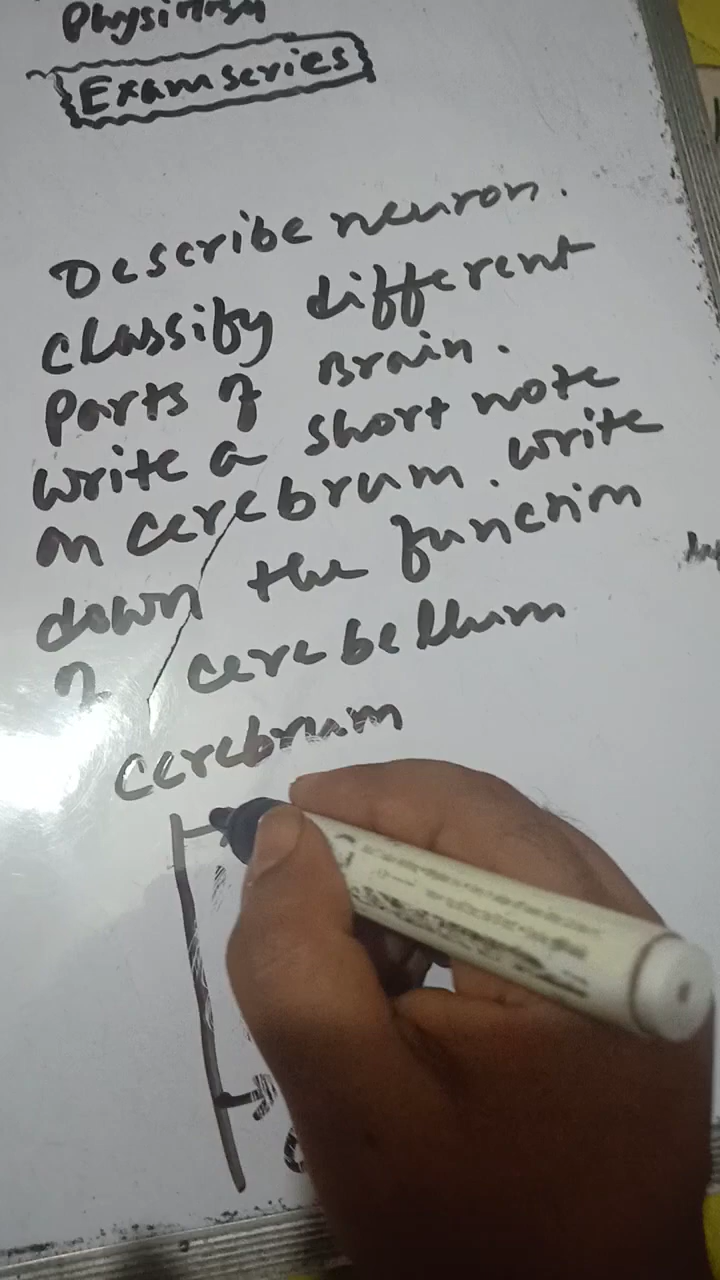 Physiology
Exam series
Describe neuron.
classify different
parts of Brain.
write a short note
on cerebrum. write
down the function
of cerebellum
cerebrum